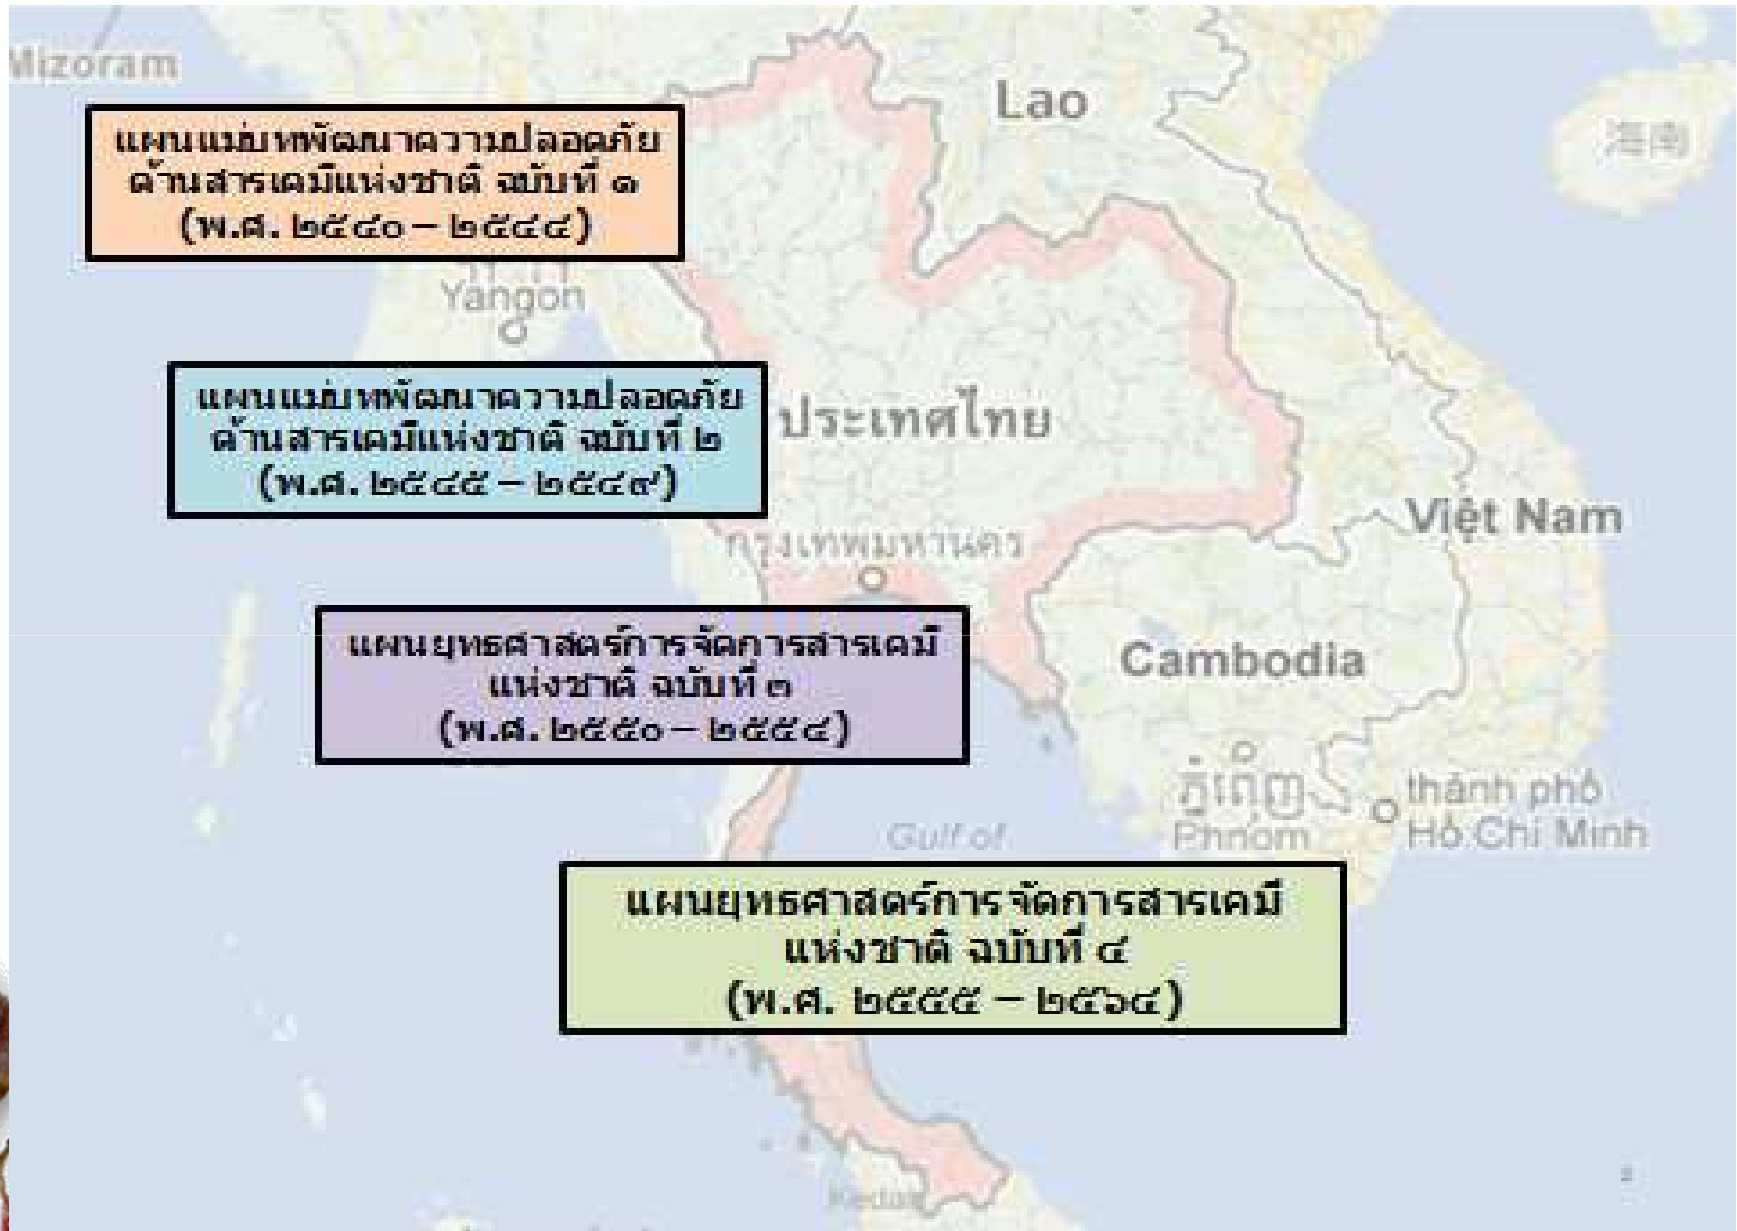 Mizoram
Lao
海南
แผนแม่บทพัฒนาความปลอดภัย
ด้านสารเคมีแห่งชาติ ฉบับที่ ๑
(พ.ศ. ๒๕๔๐ – ๒๕๔๔)
Yangon
แผนแม่บทพัฒนาความปลอดภัย
ด้านสารเคมีแห่งชาติ ฉบับที่ ๒
(พ.ศ. ๒๕๔๕ – ๒๕๔๙)
ประเทศไทย
Việt Nam
กรุงเทพมหานคร
แผนยุทธศาสตร์การจัดการสารเคมี
แห่งชาติ ฉบับที่ ๓
(พ.ศ. ๒๕๕๐ – ๒๕๕๔)
Cambodia
ភ្នំពេញ
Phnom
thành phố
Hồ Chí Minh
Gulf of
แผนยุทธศาสตร์การจัดการสารเคมี
แห่งชาติ ฉบับที่ ๔
(พ.ศ. ๒๕๕๕ – ๒๕๖๔)
Kedah